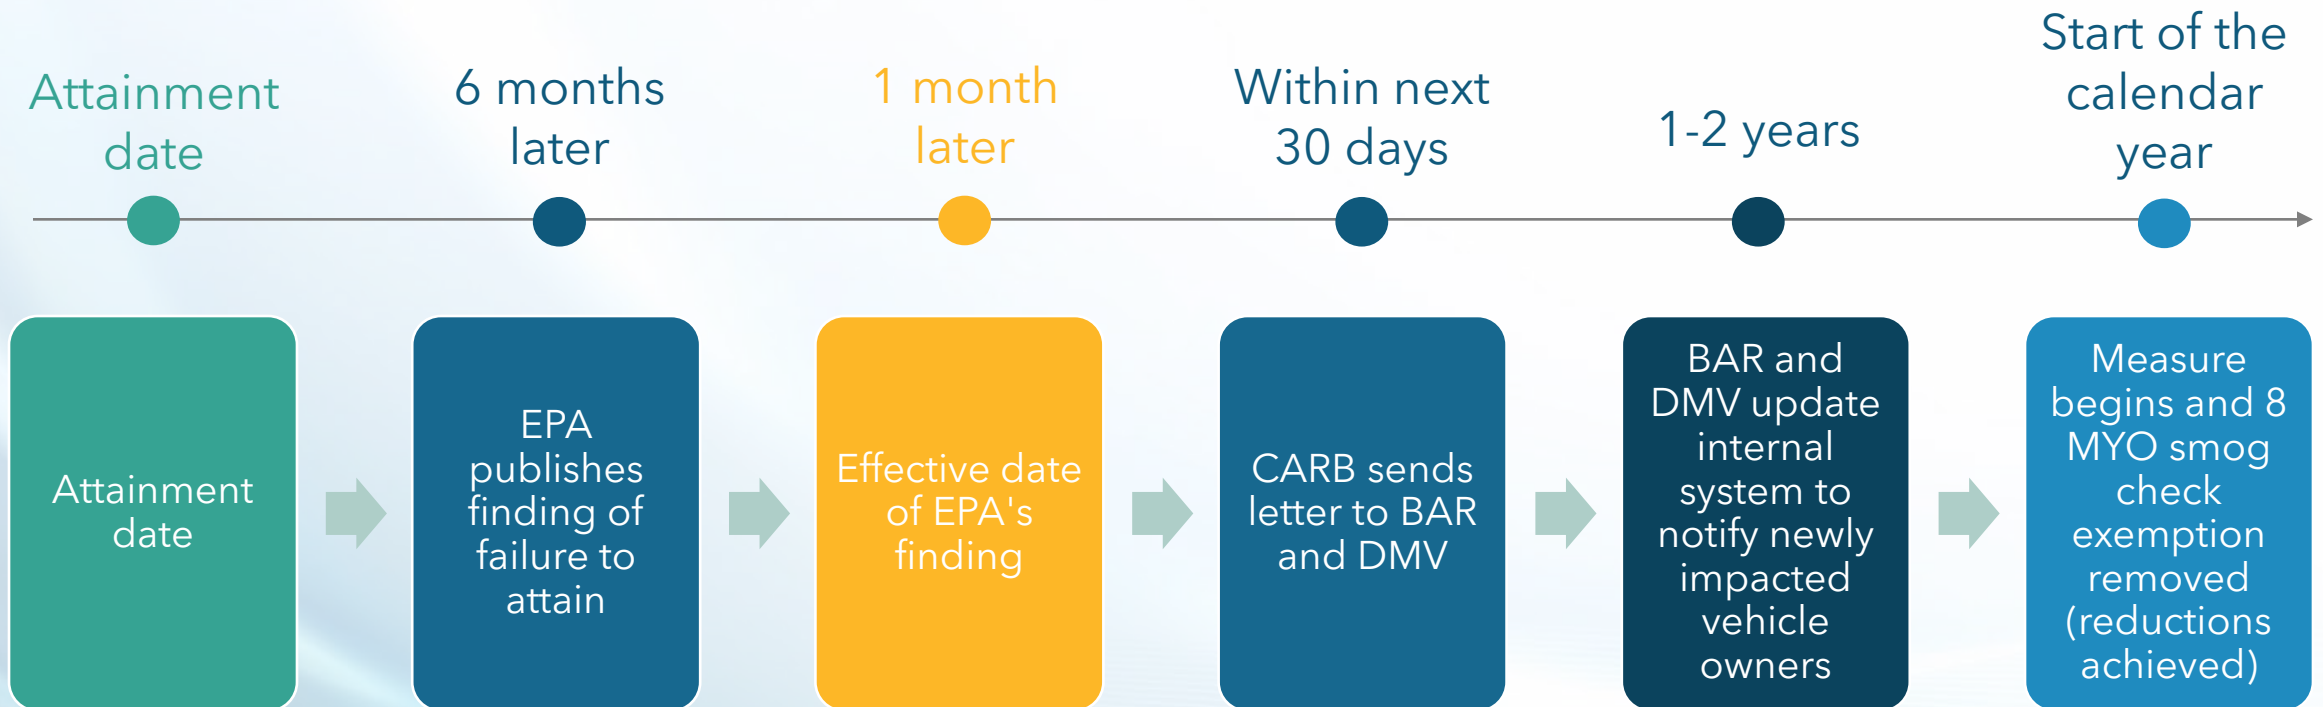 Attainment
date
6 months
later
1 month
later
Within next
30 days
1-2 years
Start of the
calendar
year
Attainment
date
EPA
publishes
finding of
failure to
attain
Effective date
of EPA's
finding
CARB sends
letter to BAR
and DMV
BAR and
DMV update
internal
system to
notify newly
impacted
vehicle
owners
Measure
begins and 8
MYO smog
check
exemption
removed
(reductions
achieved)